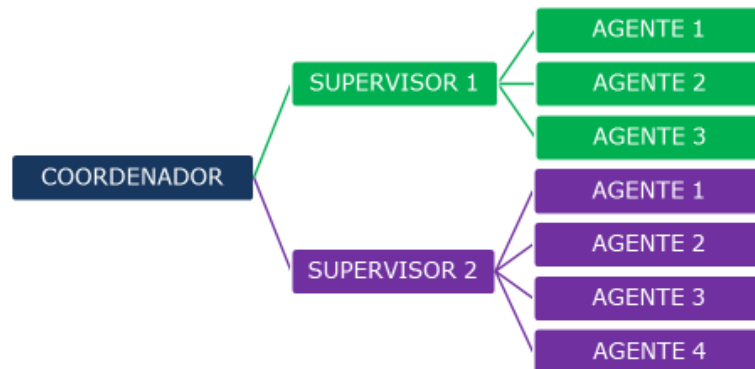 COORDENADOR
SUPERVISOR 1
AGENTE 1
AGENTE 2
AGENTE 3
SUPERVISOR 2
AGENTE 1
AGENTE 2
AGENTE 3
AGENTE 4